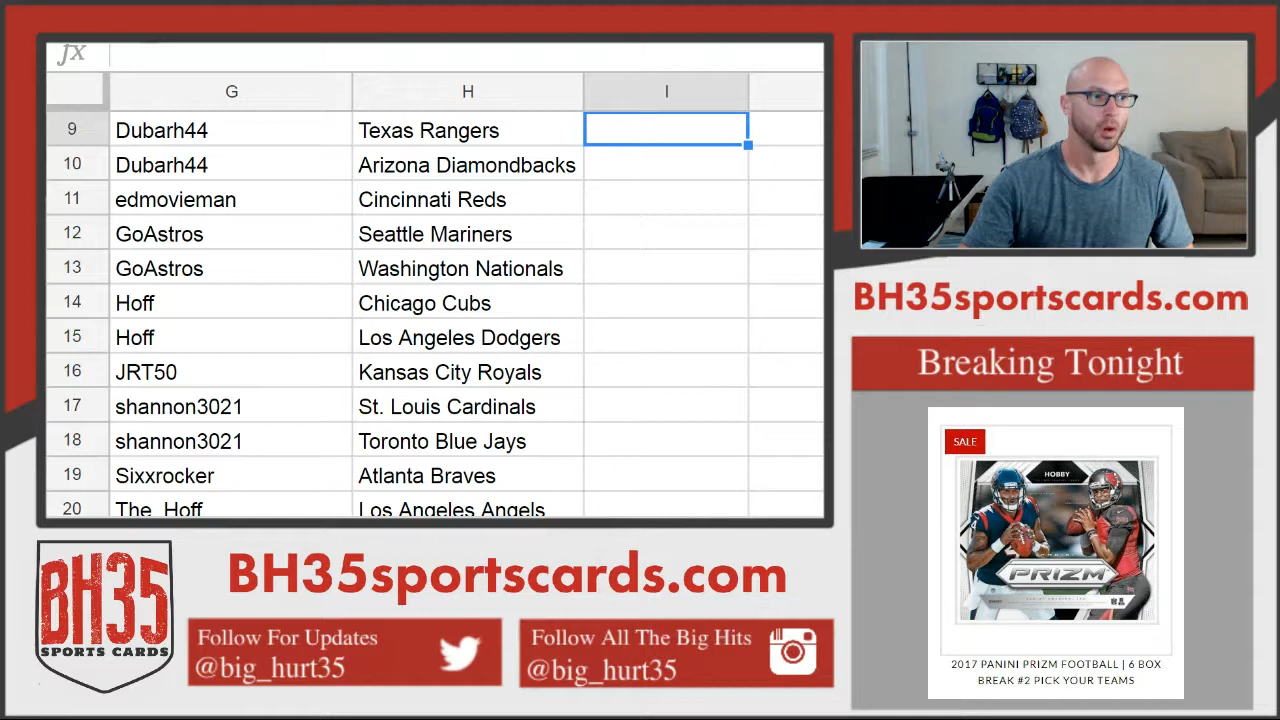 fx
G H I
9 Dubarh44 Texas Rangers
10 Dubarh44 Arizona Diamondbacks
11 edmovieman Cincinnati Reds
12 GoAstros Seattle Mariners
13 GoAstros Washington Nationals
14 Hoff Chicago Cubs
15 Hoff Los Angeles Dodgers
16 JRT50 Kansas City Royals
17 shannon3021 St. Louis Cardinals
18 shannon3021 Toronto Blue Jays
19 Sixxrocker Atlanta Braves
20 The_Hoff Los Angeles Angels
BH35sportscards.com
Breaking Tonight
SALE
HOBBY
PRIZM
2017 PANINI PRIZM FOOTBALL | 6 BOX
BREAK #2 PICK YOUR TEAMS
BH35
SPORTS CARDS
BH35sportscards.com
Follow For Updates
@big_hurt35
Follow All The Big Hits
@big_hurt35